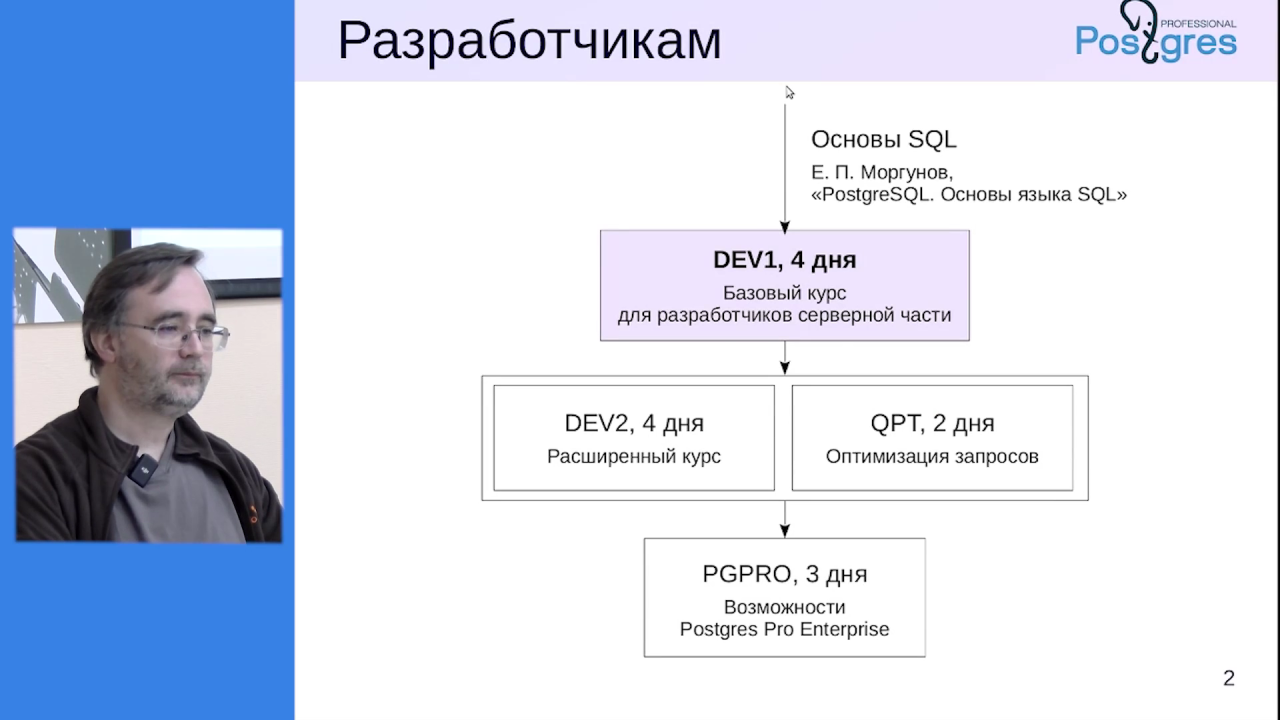 Разработчикам
PROFESSIONAL
Postgres
Основы SQL
Е. П. Моргунов,
«PostgreSQL. Основы языка SQL»
DEV1, 4 дня
Базовый курс
для разработчиков серверной части
DEV2, 4 дня
Расширенный курс
QPT, 2 дня
Оптимизация запросов
PGPRO, 3 дня
Возможности
Postgres Pro Enterprise
2